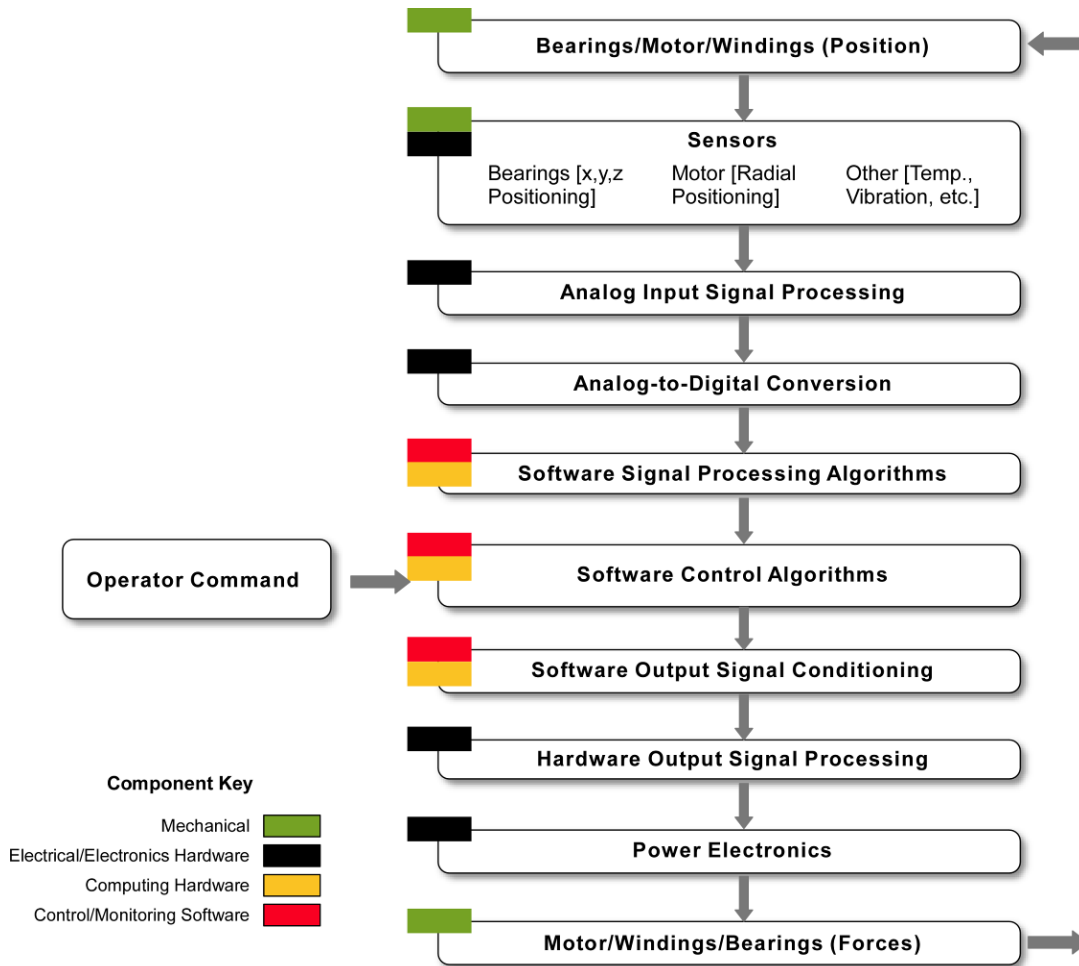 Bearings/Motor/Windings (Position)
Sensors
Bearings [x,y,z
Positioning]
Motor [Radial
Positioning]
Other [Temp.,
Vibration, etc.]
Analog Input Signal Processing
Analog-to-Digital Conversion
Software Signal Processing Algorithms
Operator Command
Software Control Algorithms
Software Output Signal Conditioning
Hardware Output Signal Processing
Power Electronics
Motor/Windings/Bearings (Forces)
Component Key
Mechanical
Electrical/Electronics Hardware
Computing Hardware
Control/Monitoring Software